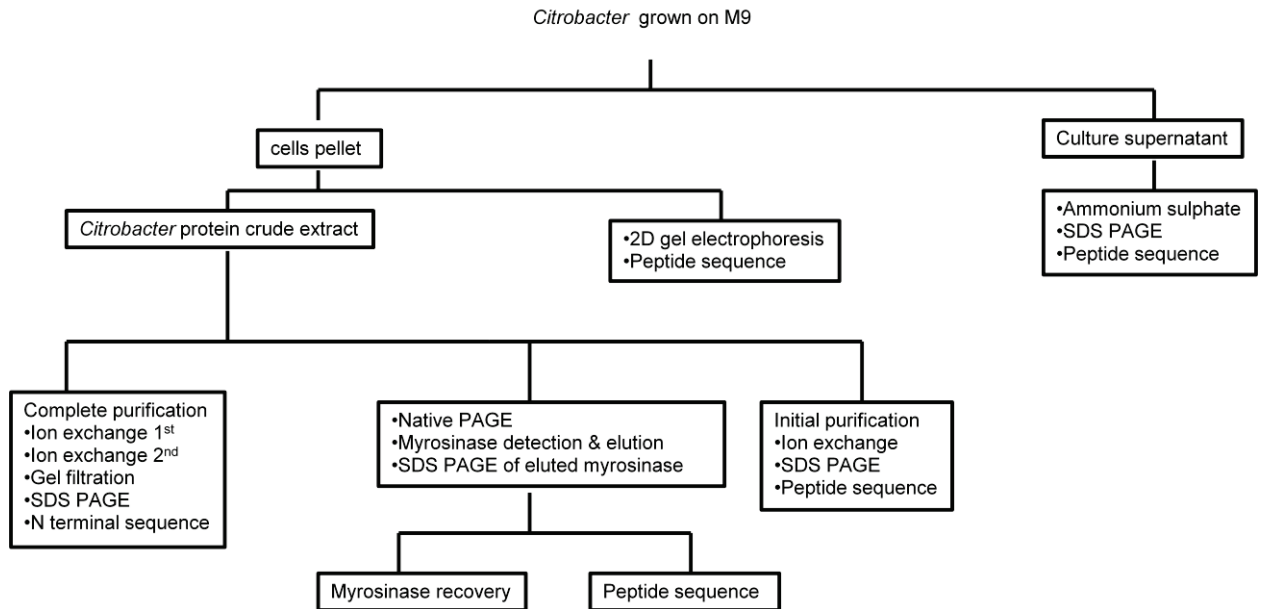 Citrobacter grown on M9
cells pellet
Culture supernatant
Citrobacter protein crude extract
•2D gel electrophoresis
•Peptide sequence
•Ammonium sulphate
•SDS PAGE
•Peptide sequence
Complete purification
•Ion exchange 1st
•Ion exchange 2nd
•Gel filtration
•SDS PAGE
•N terminal sequence
•Native PAGE
•Myrosinase detection & elution
•SDS PAGE of eluted myrosinase
Initial purification
•Ion exchange
•SDS PAGE
•Peptide sequence
Myrosinase recovery
Peptide sequence